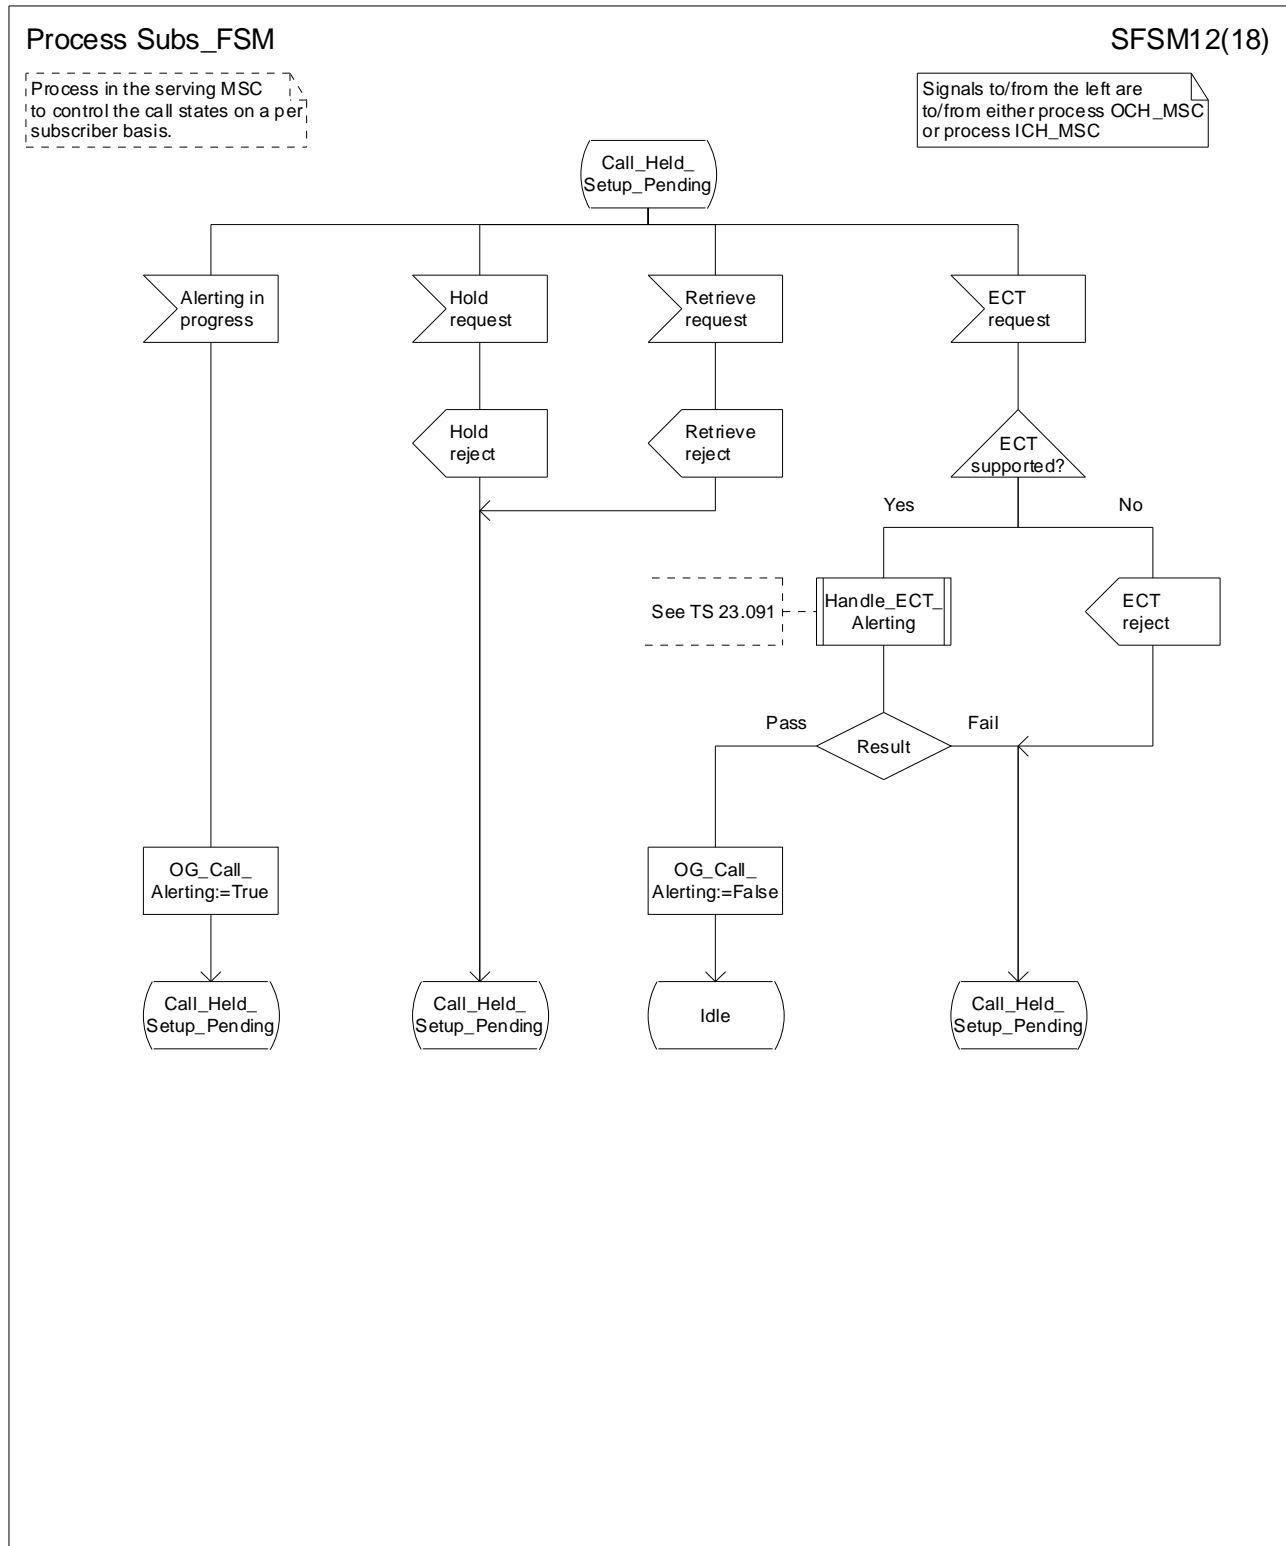 Process Subs_FSM
SFSM12(18)
Process in the serving MSC
to control the call states on a per
subscriber basis.
Signals to/from the left are
to/from either process OCH_MSC
or process ICH_MSC
Call_Held_
Setup_Pending
Alerting in
progress
Hold
request
Retrieve
request
ECT
request
Hold
reject
Retrieve
reject
ECT
supported?
Yes
No
See TS 23.091
Handle_ECT_
Alerting
ECT
reject
Pass
Result
Fail
OG_Call_
Alerting:=True
OG_Call_
Alerting:=False
Call_Held_
Setup_Pending
Call_Held_
Setup_Pending
Idle
Call_Held_
Setup_Pending